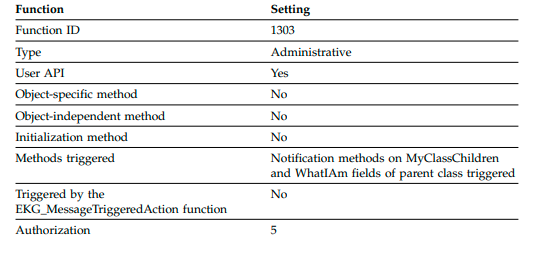 Function Setting
Function ID 1303
Type Administrative
User API Yes
Object-specific method No
Object-independent method No
Initialization method No
Methods triggered Notification methods on MyClassChildren
and WhatIAm fields of parent class triggered
Triggered by the No
EKG_MessageTriggeredAction function
Authorization 5